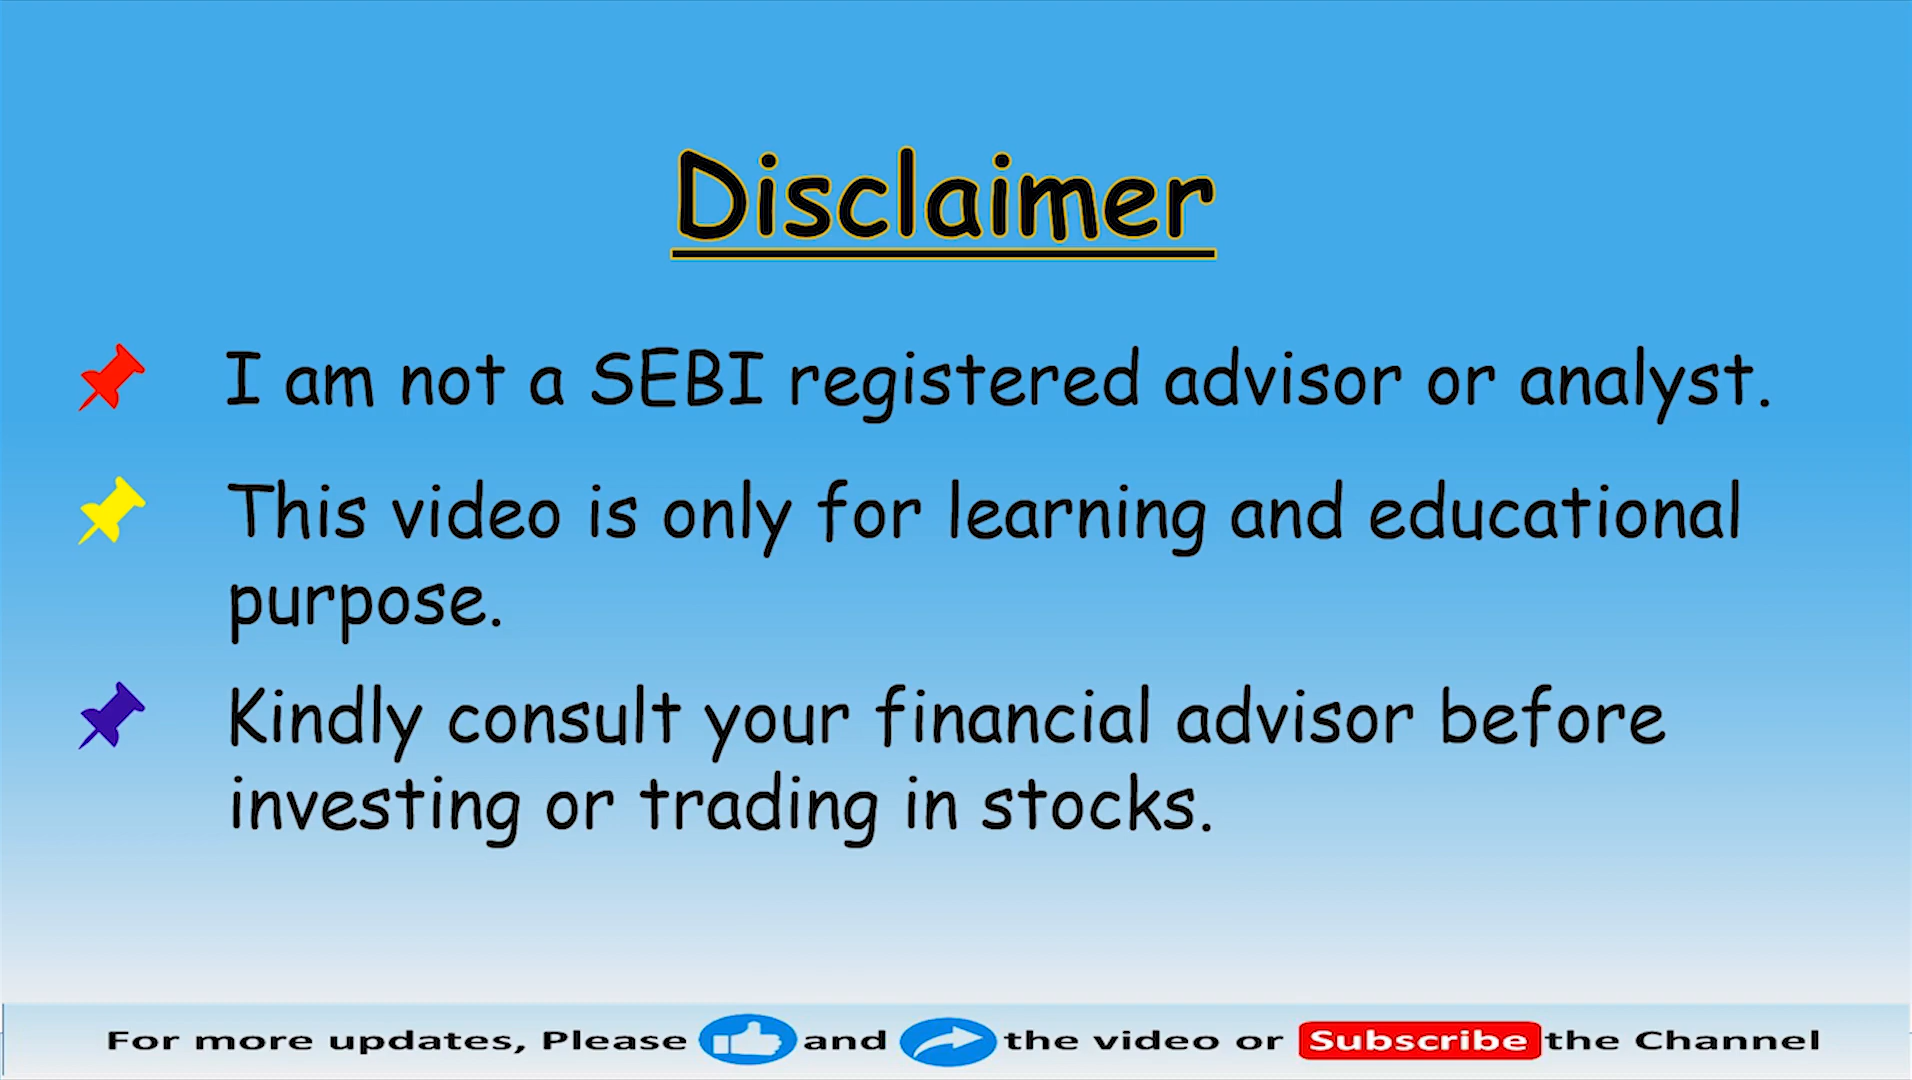 Disclaimer
I am not a SEBI registered advisor or analyst.
This video is only for learning and educational
purpose.
Kindly consult your financial advisor before
investing or trading in stocks.
For more updates, Please and the video or Subscribe the Channel